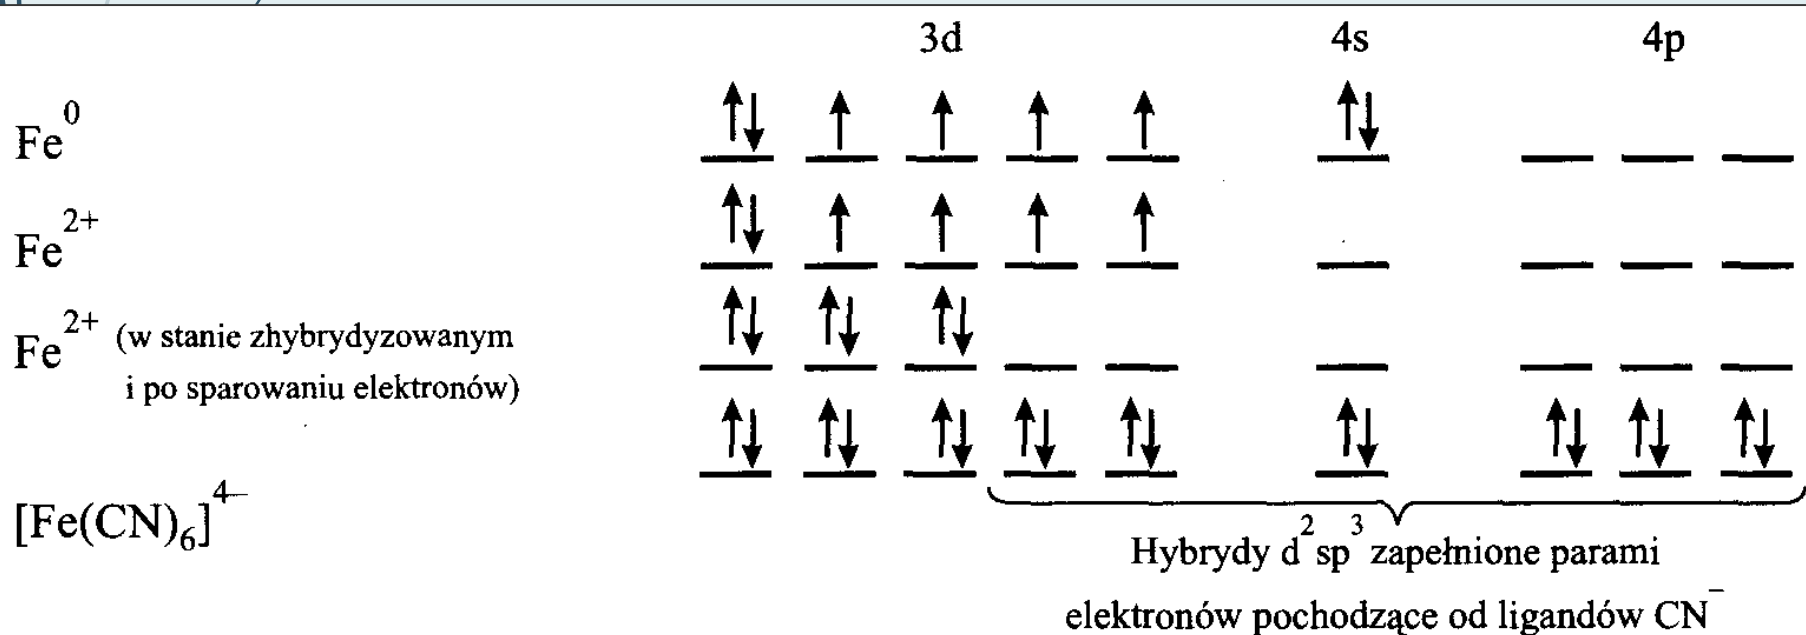 3d 4s 4p
Fe⁰
Fe²⁺
Fe²⁺ (w stanie zhybrydyzowanym
i po sparowaniu elektronów)
[Fe(CN)₆]⁴⁻
Hybrydy d²sp³ zapełnione parami
elektronów pochodzące od ligandów CN⁻